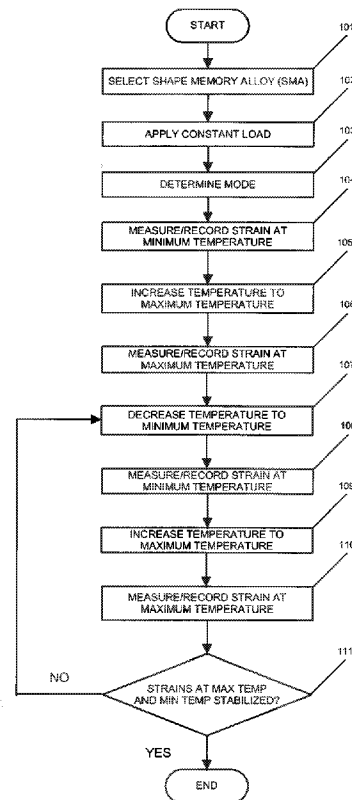 START
101
SELECT SHAPE MEMORY ALLOY (SMA)
102
APPLY CONSTANT LOAD
103
DETERMINE MODE
104
MEASURE/RECORD STRAIN AT
MINIMUM TEMPERATURE
105
INCREASE TEMPERATURE TO
MAXIMUM TEMPERATURE
106
MEASURE/RECORD STRAIN AT
MAXIMUM TEMPERATURE
107
DECREASE TEMPERATURE TO
MINIMUM TEMPERATURE
108
MEASURE/RECORD STRAIN AT
MINIMUM TEMPERATURE
109
INCREASE TEMPERATURE TO
MAXIMUM TEMPERATURE
110
MEASURE/RECORD STRAIN AT
MAXIMUM TEMPERATURE
111
NO
STRAINS AT MAX TEMP
AND MIN TEMP STABILIZED?
YES
END